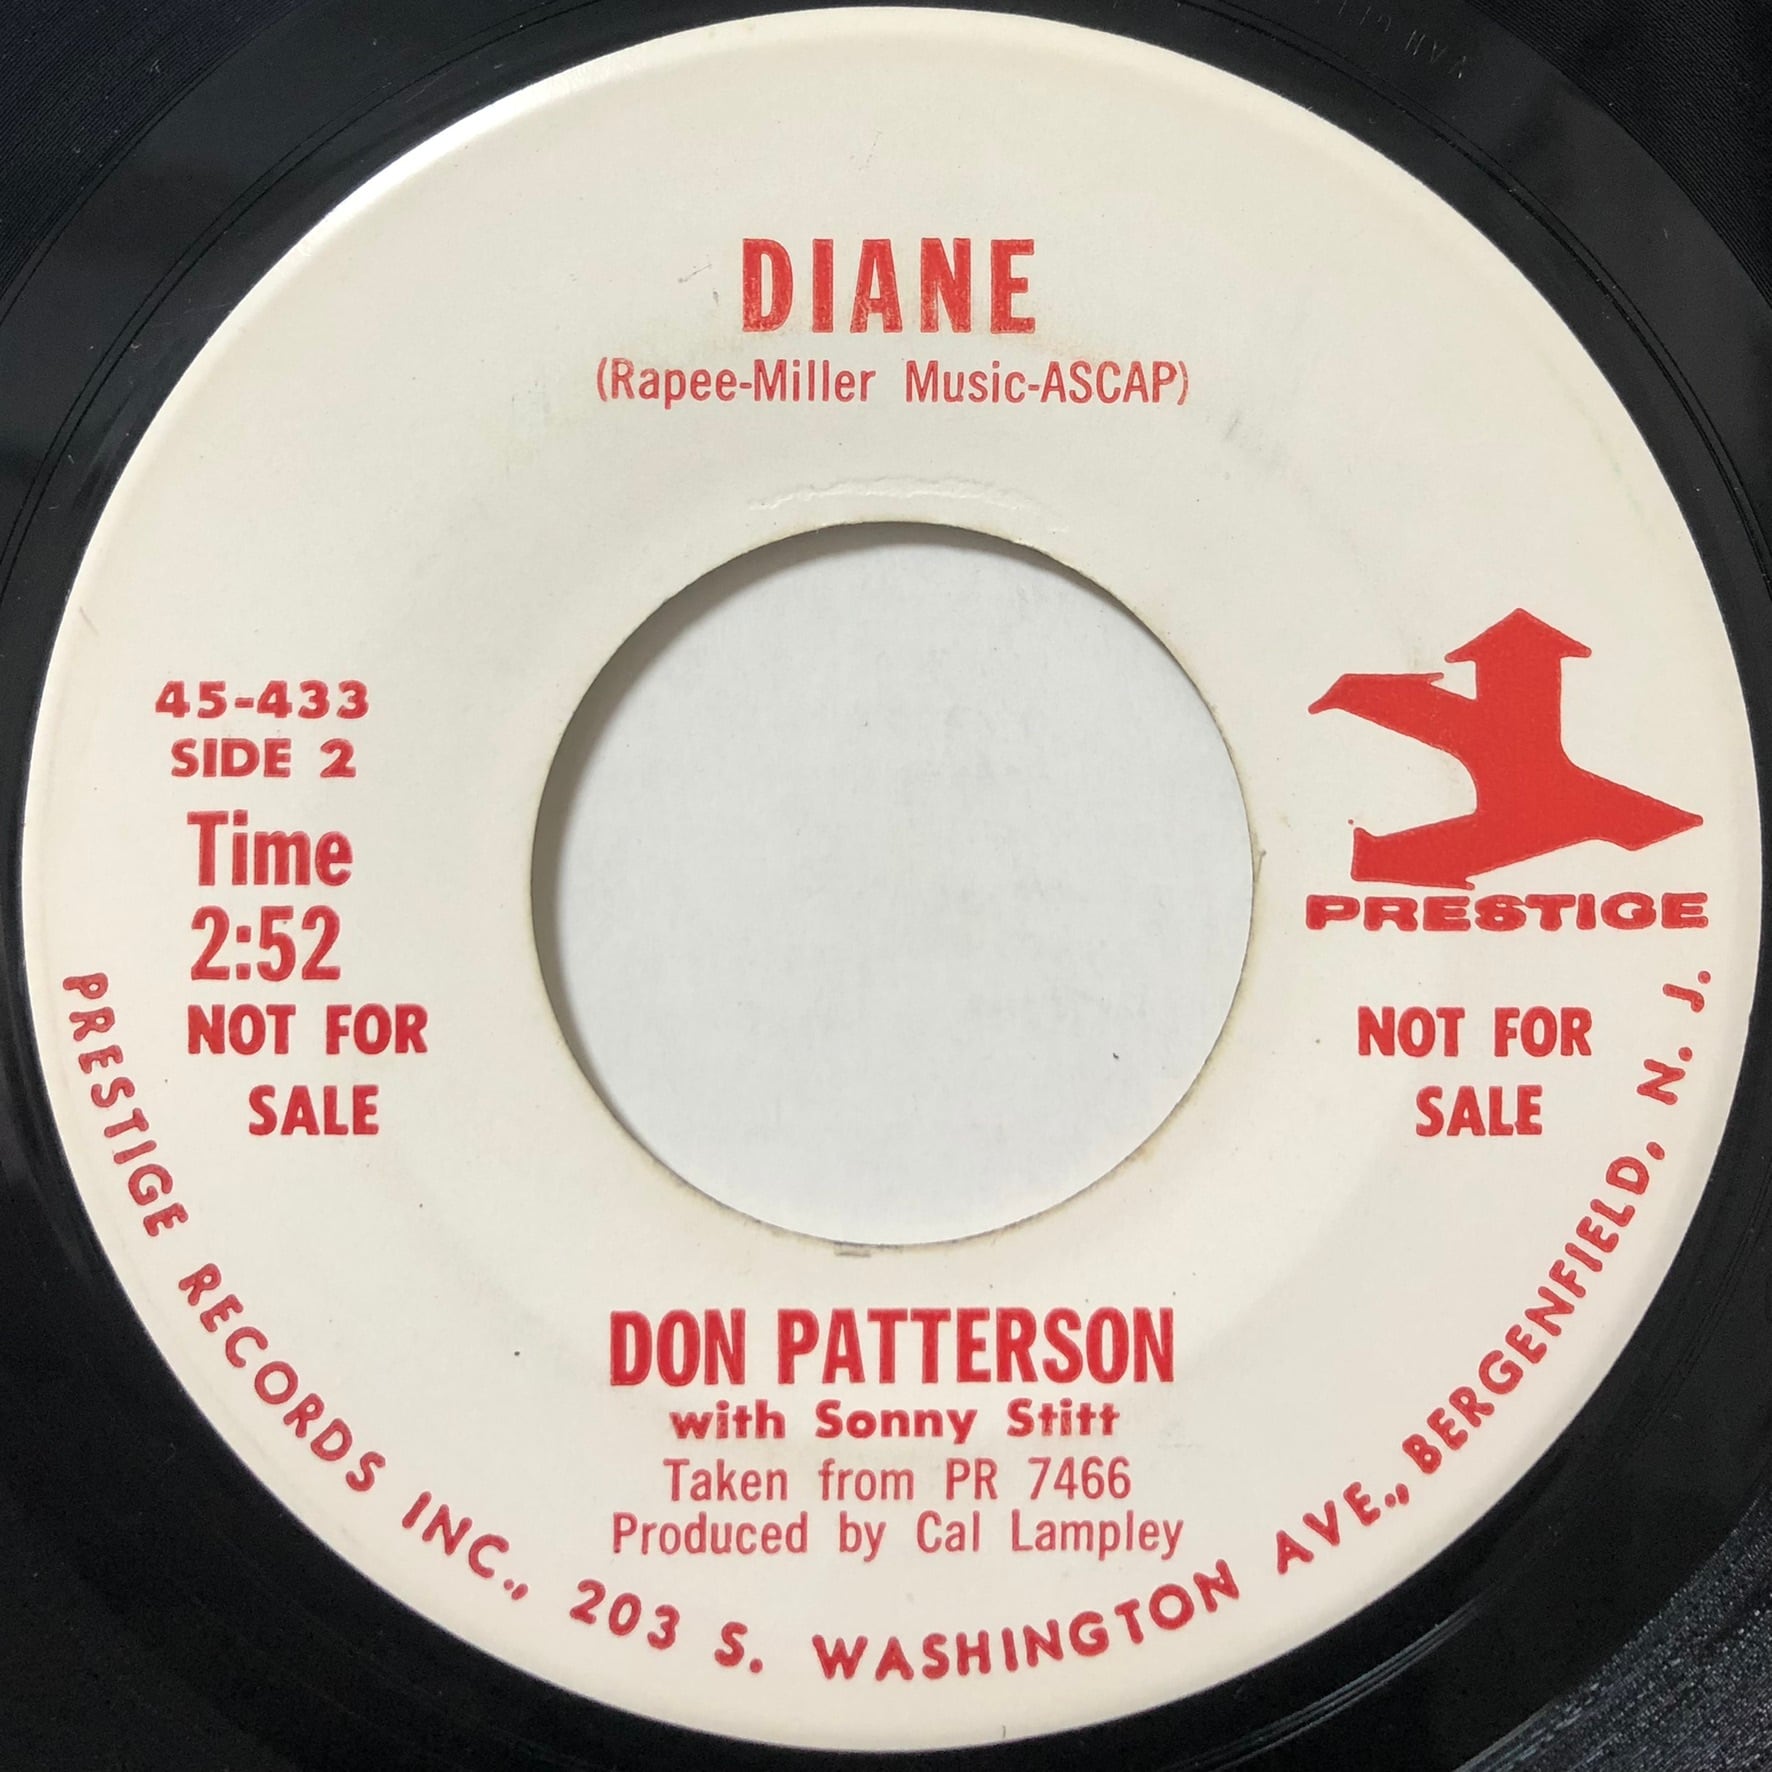 DIANE
(Rapee-Miller Music-ASCAP)
45-433
SIDE 2
Time
2:52
NOT FOR
SALE
PRESTIGE
NOT FOR
SALE
DON PATTERSON
with Sonny Stitt
Taken from PR 7466
Produced by Cal Lampley
PRESTIGE RECORDS INC., 203 S. WASHINGTON AVE., BERGENFIELD, N. J.